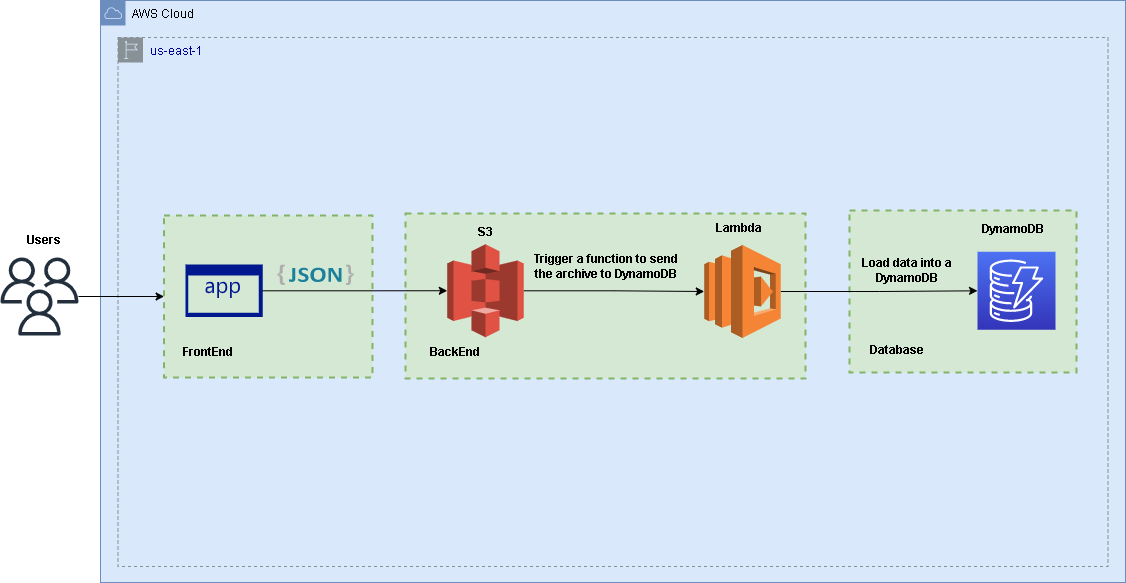 AWS Cloud
us-east-1
Users
app
{JSON}
FrontEnd
S3
Trigger a function to send
the archive to DynamoDB
Lambda
BackEnd
DynamoDB
Load data into a
DynamoDB
Database